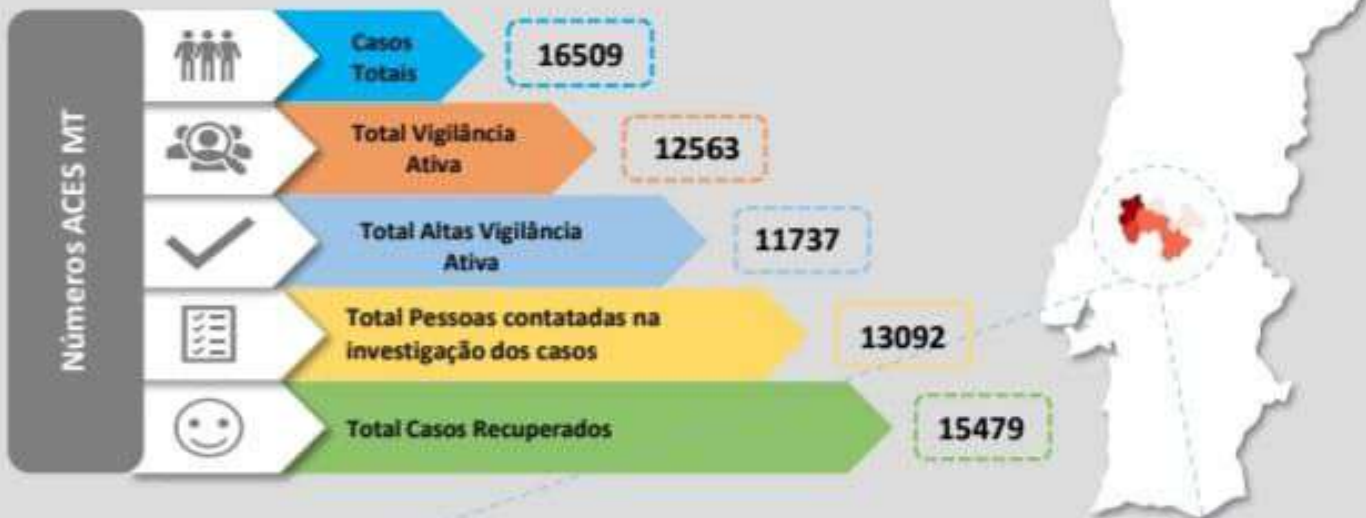 Números ACES MT
Casos
Totais
16509
Total Vigilância
Ativa
12563
Total Altas Vigilância
Ativa
11737
Total Pessoas contatadas na
investigação dos casos
13092
Total Casos Recuperados
15479